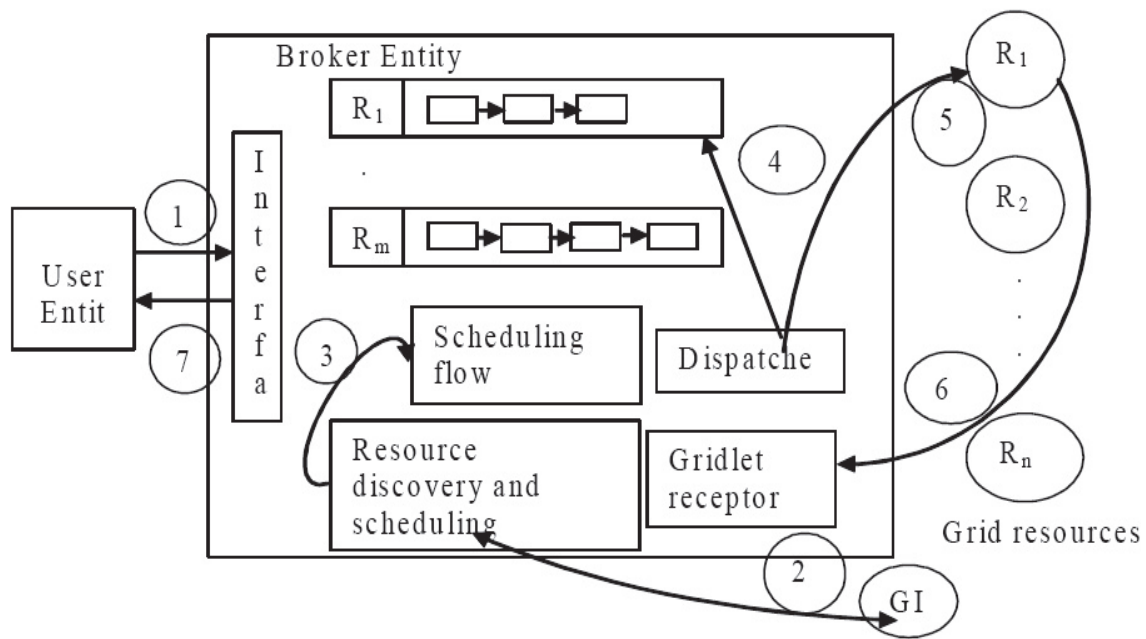 Broker Entity
R1
R1
5
4
R2
1
I
n
t
e
r
f
a
Rm
User
Entit
7
3
Scheduling
flow
Dispatche
6
Resource
discovery and
scheduling
Gridlet
receptor
Rn
Grid resources
2
GI